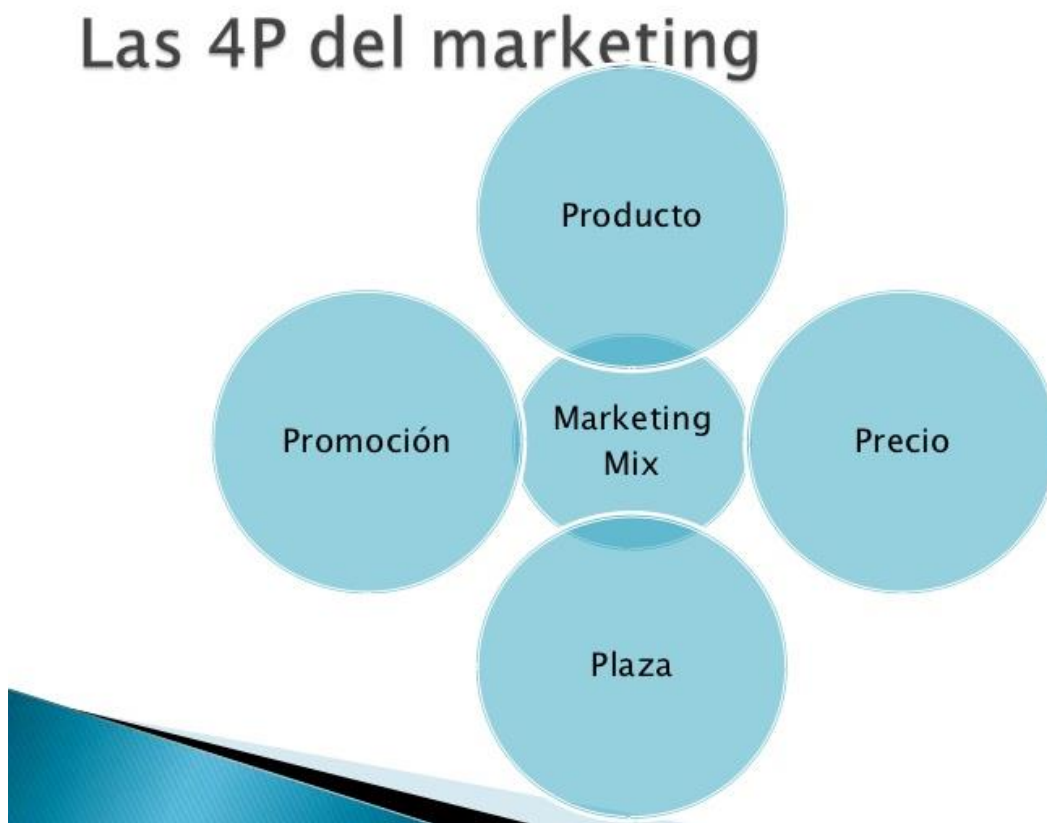 Las 4P del marketing
Producto
Promoción
Marketing
Mix
Precio
Plaza